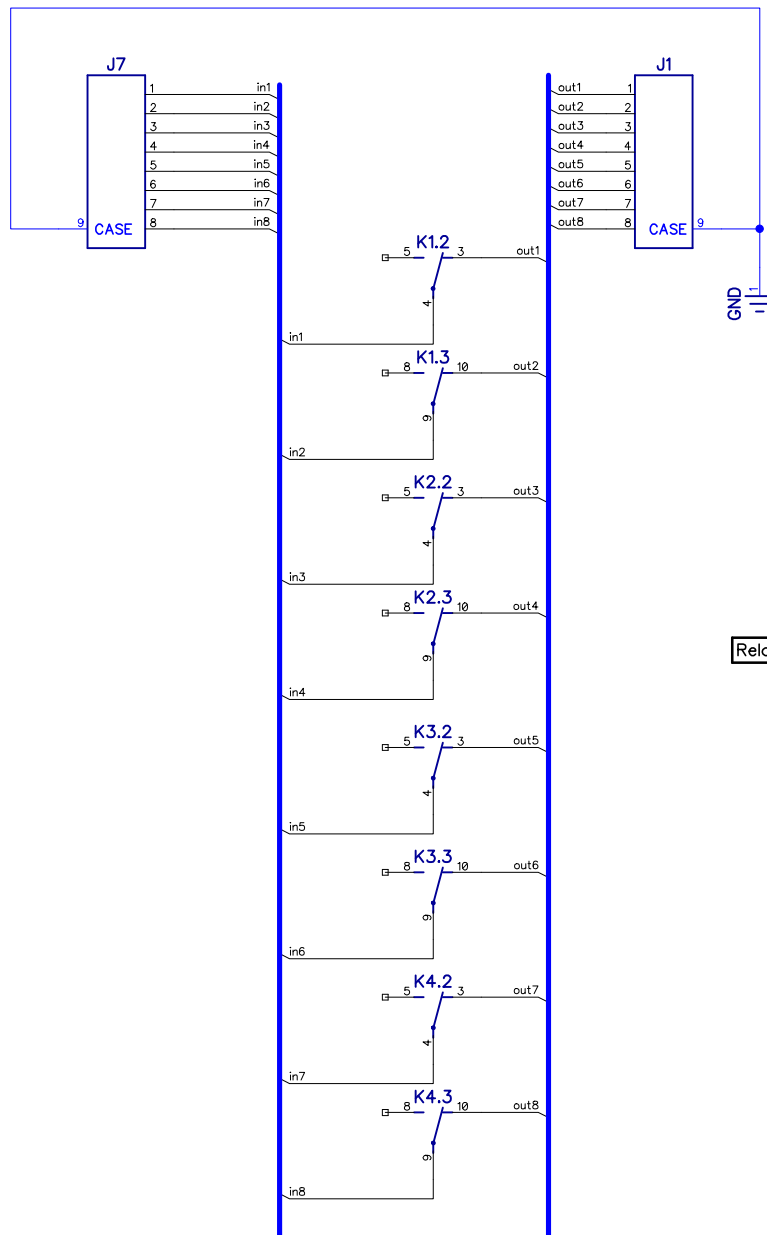 J7
J1
1 in1
2 in2
3 in3
4 in4
5 in5
6 in6
7 in7
8 in8
9 CASE
out1 1
out2 2
out3 3
out4 4
out5 5
out6 6
out7 7
out8 8
CASE 9
GND 1
K1.2
5 3 out1
4
in1
K1.3
8 10 out2
9
in2
K2.2
5 3 out3
4
in3
K2.3
8 10 out4
9
in4
K3.2
5 3 out5
4
in5
K3.3
8 10 out6
9
in6
K4.2
5 3 out7
4
in7
K4.3
8 10 out8
9
in8